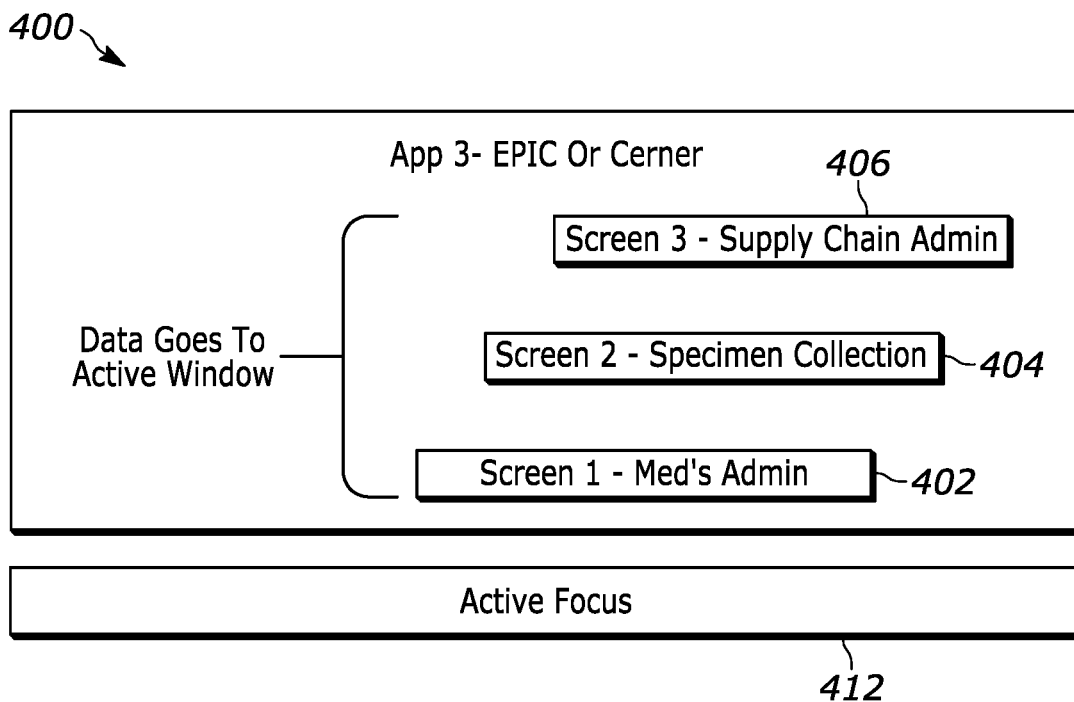 400
App 3- EPIC Or Cerner
406
Screen 3 - Supply Chain Admin
Data Goes To
Active Window
Screen 2 - Specimen Collection
404
Screen 1 - Med's Admin
402
Active Focus
412